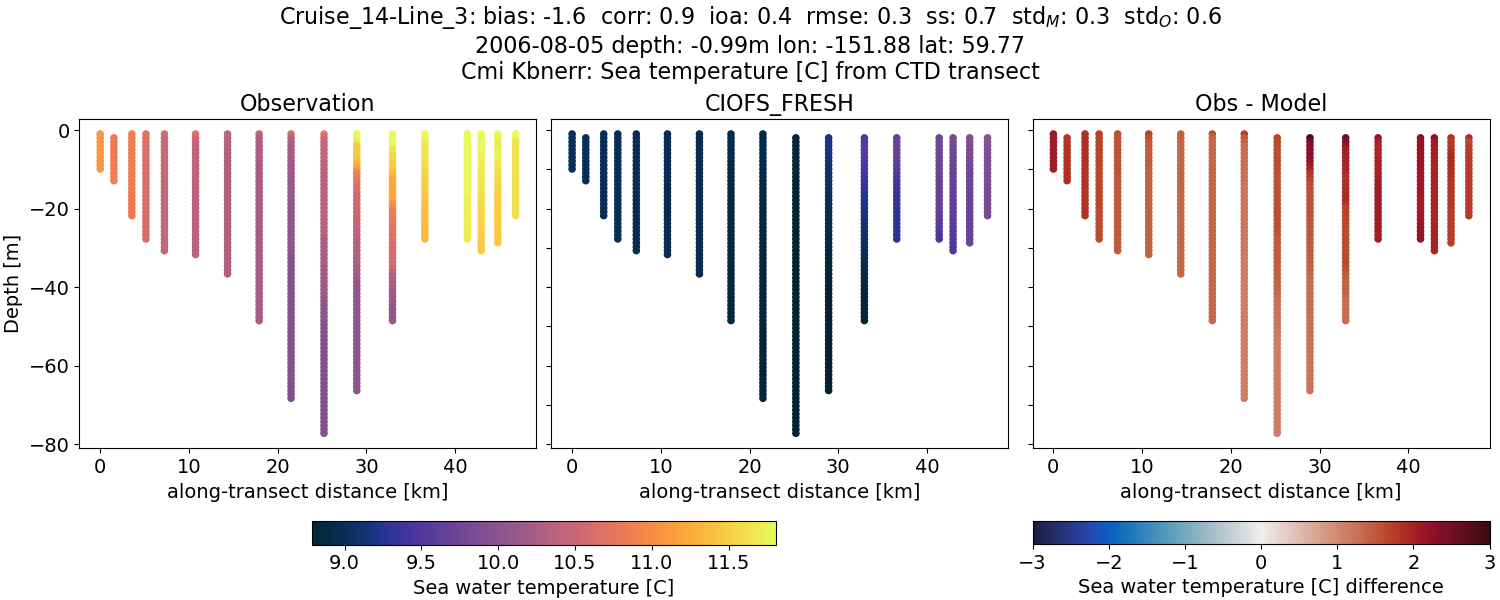 Cruise_14-Line_3: bias: -1.6 corr: 0.9 ioa: 0.4 rmse: 0.3 ss: 0.7 std_M: 0.3 std_O: 0.6
2006-08-05 depth: -0.99m lon: -151.88 lat: 59.77
Cmi Kbnerr: Sea temperature [C] from CTD transect
Observation
CIOFS_FRESH
Obs - Model
Depth [m]
0
−20
−40
−60
−80
0 10 20 30 40
0 10 20 30 40
0 10 20 30 40
along-transect distance [km]
along-transect distance [km]
along-transect distance [km]
9.0 9.5 10.0 10.5 11.0 11.5
Sea water temperature [C]
−3 −2 −1 0 1 2 3
Sea water temperature [C] difference